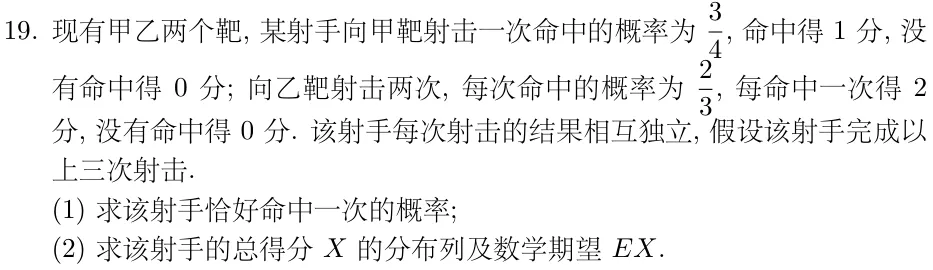 19. 现有甲乙两个靶, 某射手向甲靶射击一次命中的概率为 3/4, 命中得 1 分, 没
有命中得 0 分; 向乙靶射击两次, 每次命中的概率为 2/3, 每命中一次得 2
分, 没有命中得 0 分. 该射手每次射击的结果相互独立, 假设该射手完成以
上三次射击.
(1) 求该射手恰好命中一次的概率;
(2) 求该射手的总得分 X 的分布列及数学期望 EX.